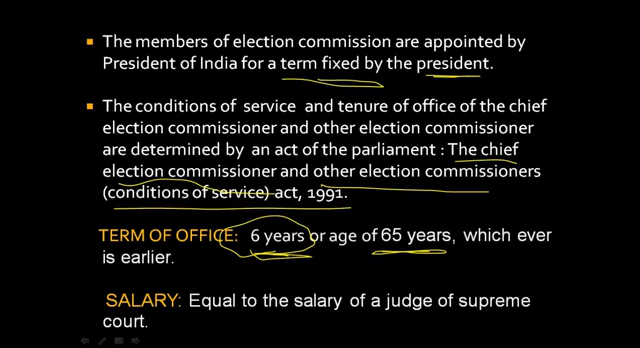 The members of election commission are appointed by
President of India for a term fixed by the president.
The conditions of service and tenure of office of the chief
election commissioner and other election commissioner
are determined by an act of the parliament : The chief
election commissioner and other election commissioners
(conditions of service) act, 1991.
TERM OF OFFICE: 6 years or age of 65 years, which ever
is earlier.
SALARY: Equal to the salary of a judge of supreme
court.